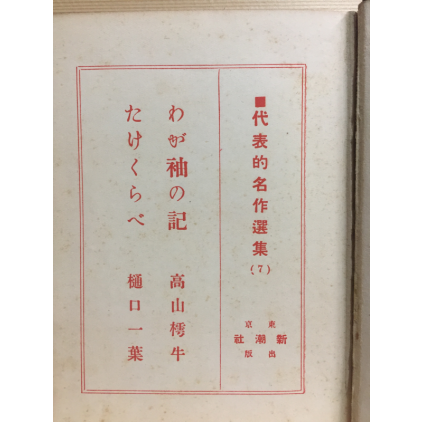 ■代表的名作選集(7)
東京
新潮社
出版
わが袖の記 高山樗牛
たけくらべ 樋口一葉